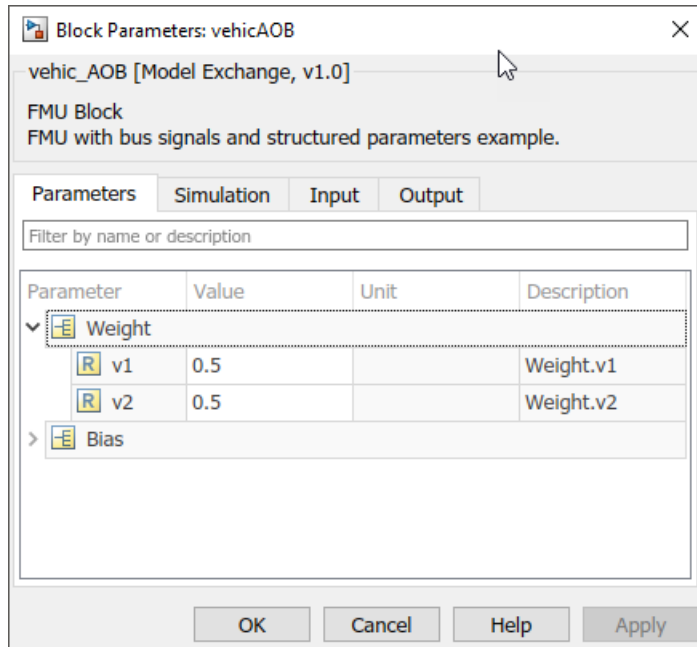 Block Parameters: vehicAOB
vehic_AOB [Model Exchange, v1.0]
FMU Block
FMU with bus signals and structured parameters example.
Parameters Simulation Input Output
Filter by name or description
Parameter Value Unit Description
Weight
R v1 0.5 Weight.v1
R v2 0.5 Weight.v2
Bias
OK Cancel Help Apply